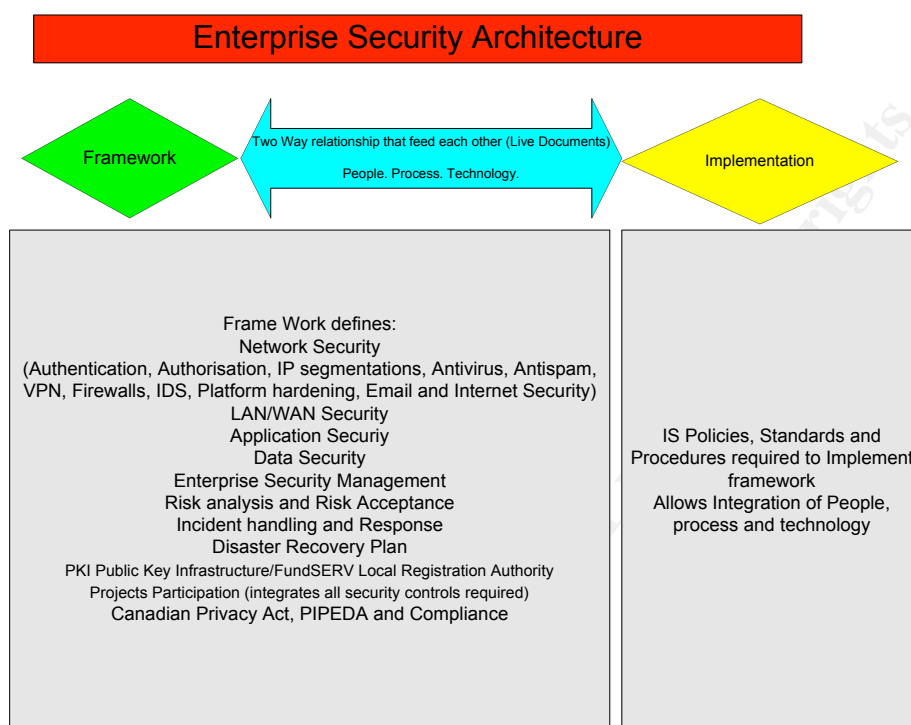 Enterprise Security Architecture
Framework
Two Way relationship that feed each other (Live Documents)
People. Process. Technology.
Implementation
Frame Work defines:
Network Security
(Authentication, Authorisation, IP segmentations, Antivirus, Antispam,
VPN, Firewalls, IDS, Platform hardening, Email and Internet Security)
LAN/WAN Security
Application Securiy
Data Security
Enterprise Security Management
Risk analysis and Risk Acceptance
Incident handling and Response
Disaster Recovery Plan
PKI Public Key Infrastructure/FundSERV Local Registration Authority
Projects Participation (integrates all security controls required)
Canadian Privacy Act, PIPEDA and Compliance
IS Policies, Standards and
Procedures required to Implement
framework
Allows Integration of People,
process and technology
rights